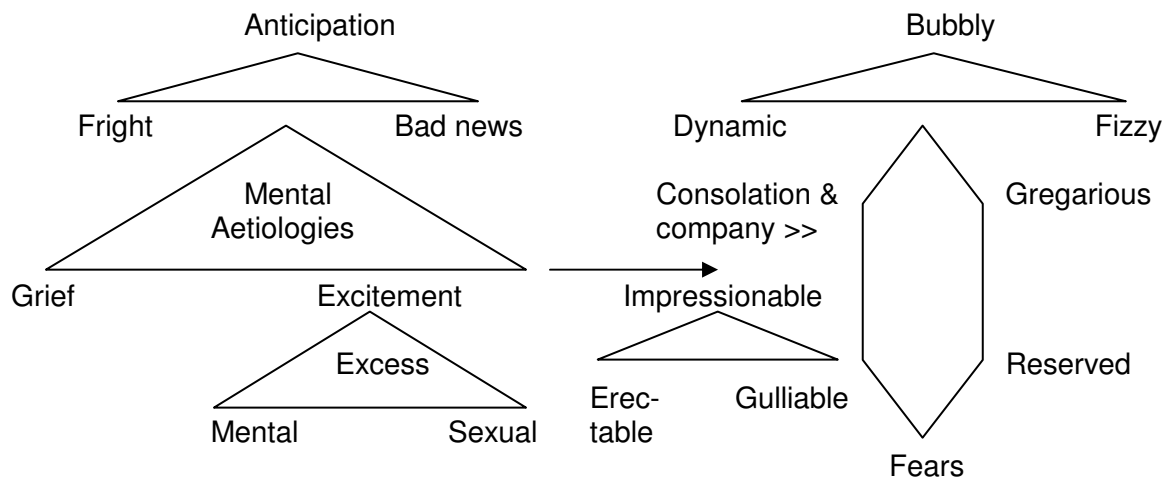 Anticipation
Fright
Bad news
Mental
Aetiologies
Grief
Excitement
Excess
Mental
Sexual
Bubbly
Dynamic
Fizzy
Consolation &
company >>
Gregarious
Impressionable
Erec-
table
Gulliable
Reserved
Fears